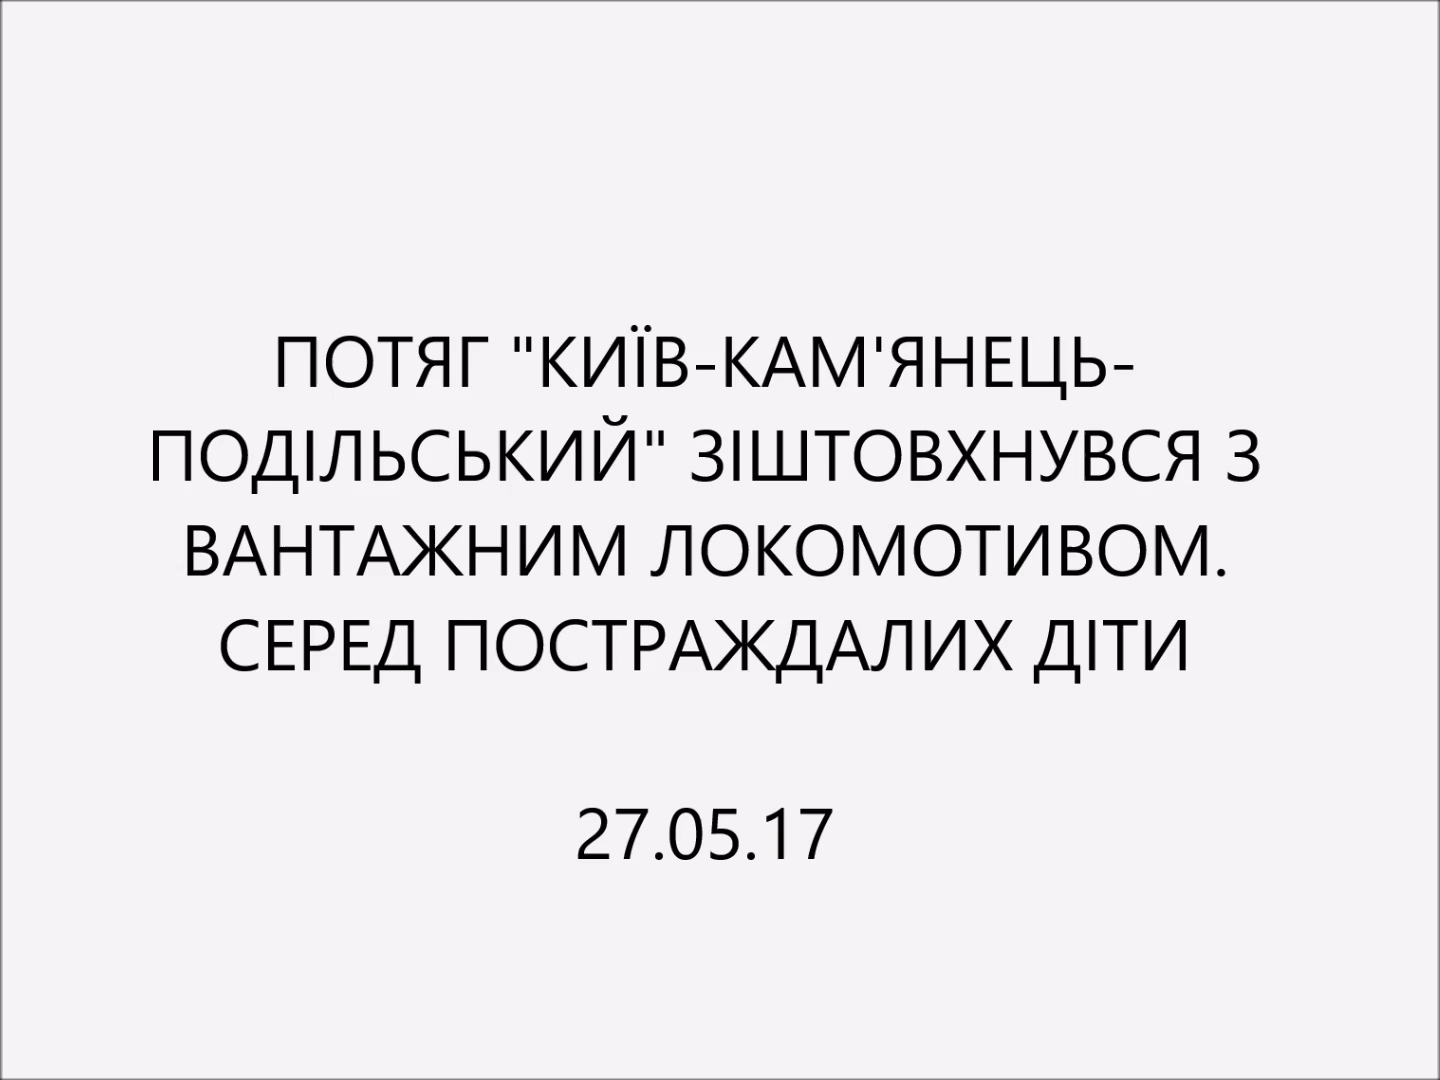 ПОТЯГ "КИЇВ-КАМ'ЯНЕЦЬ-
ПОДІЛЬСЬКИЙ" ЗІШТОВХНУВСЯ З
ВАНТАЖНИМ ЛОКОМОТИВОМ.
СЕРЕД ПОСТРАЖДАЛИХ ДІТИ
27.05.17